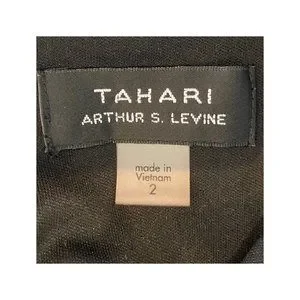 TAHARI
ARTHUR S. LEVINE
made in
Vietnam
2